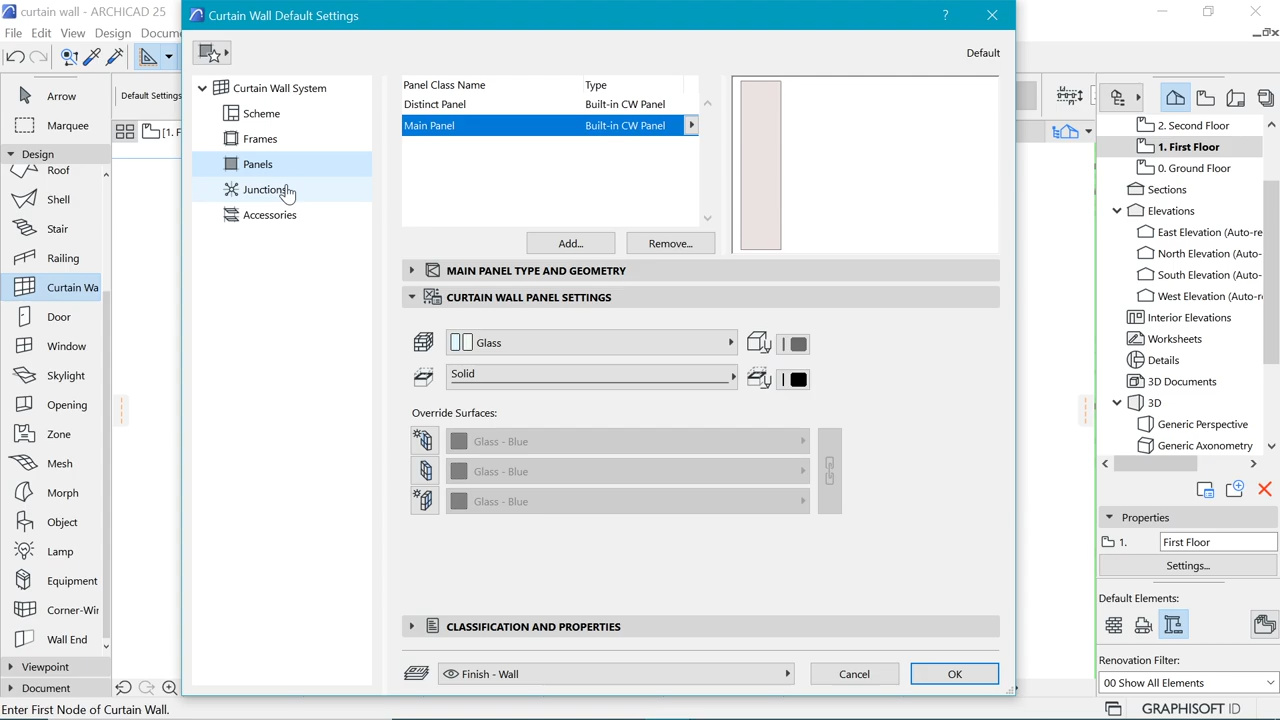 curtain wall - ARCHICAD 25
File Edit View Design Docum
Arrow
Marquee
Design
Roof
Shell
Stair
Railing
Curtain Wa
Door
Window
Skylight
Opening
Zone
Mesh
Morph
Object
Lamp
Equipment
Corner-Wir
Wall End
Viewpoint
Document
Enter First Node of Curtain Wall.
Default Settings
[1. F
Curtain Wall Default Settings
?
Default
Curtain Wall System
Scheme
Frames
Panels
Junctions
Accessories
Panel Class Name Type
Distinct Panel Built-in CW Panel
Main Panel Built-in CW Panel
Add... Remove...
MAIN PANEL TYPE AND GEOMETRY
CURTAIN WALL PANEL SETTINGS
Glass
Solid
Override Surfaces:
Glass - Blue
Glass - Blue
Glass - Blue
CLASSIFICATION AND PROPERTIES
Finish - Wall
Cancel OK
2. Second Floor
1. First Floor
0. Ground Floor
Sections
Elevations
East Elevation (Auto-re
North Elevation (Auto-
South Elevation (Auto-
West Elevation (Auto-r
Interior Elevations
Worksheets
Details
3D Documents
3D
Generic Perspective
Generic Axonometry
Properties
1. First Floor
Settings...
Default Elements:
Renovation Filter:
00 Show All Elements
GRAPHISOFT ID